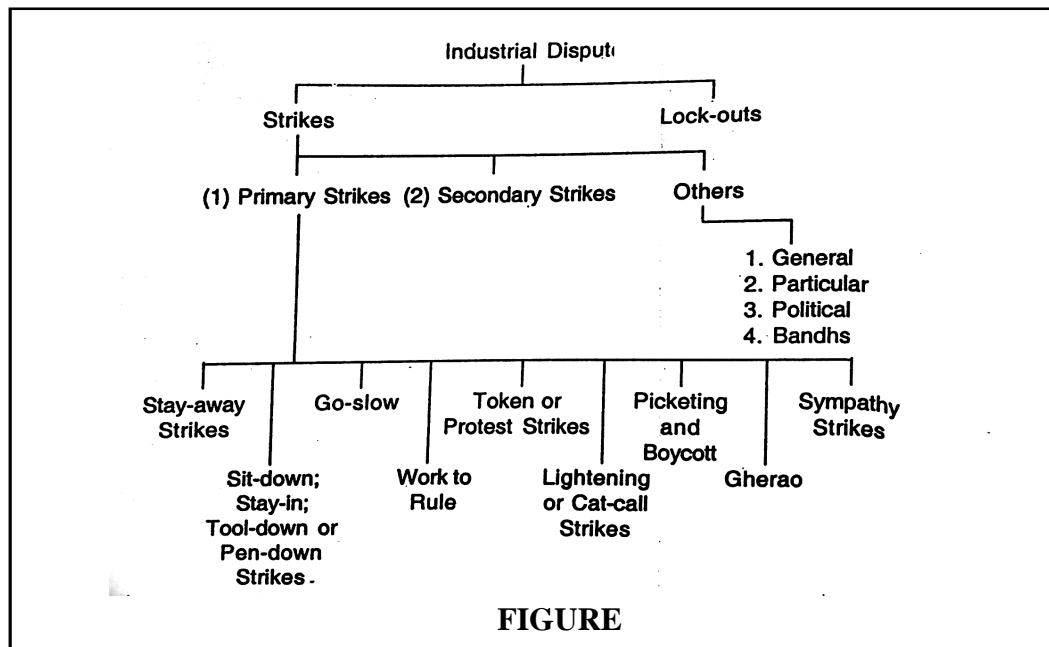 Industrial Dispute
Strikes
Lock-outs
(1) Primary Strikes
(2) Secondary Strikes
Others
1. General
2. Particular
3. Political
4. Bandhs
Stay-away
Strikes
Sit-down;
Stay-in;
Tool-down or
Pen-down
Strikes
Go-slow
Work to
Rule
Token or
Protest Strikes
Lightening
or Cat-call
Strikes
Picketing
and
Boycott
Gherao
Sympathy
Strikes
FIGURE